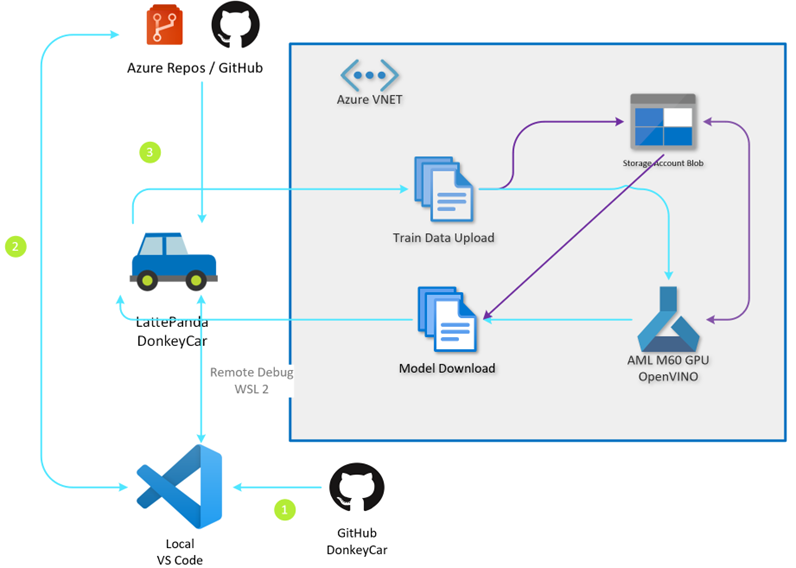 Azure Repos / GitHub
Azure VNET
Storage Account Blob
3
Train Data Upload
2
LattePanda
DonkeyCar
Model Download
AML M60 GPU
OpenVINO
Remote Debug
WSL 2
1
GitHub
DonkeyCar
Local
VS Code